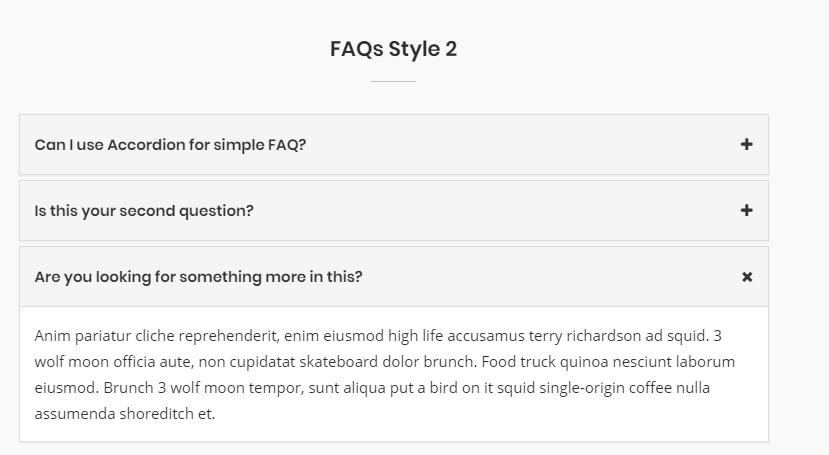 FAQs Style 2
Can I use Accordion for simple FAQ?
Is this your second question?
Are you looking for something more in this?
Anim pariatur cliche reprehenderit, enim eiusmod high life accusamus terry richardson ad squid. 3
wolf moon officia aute, non cupidatat skateboard dolor brunch. Food truck quinoa nesciunt laborum
eiusmod. Brunch 3 wolf moon tempor, sunt aliqua put a bird on it squid single-origin coffee nulla
assumenda shoreditch et.